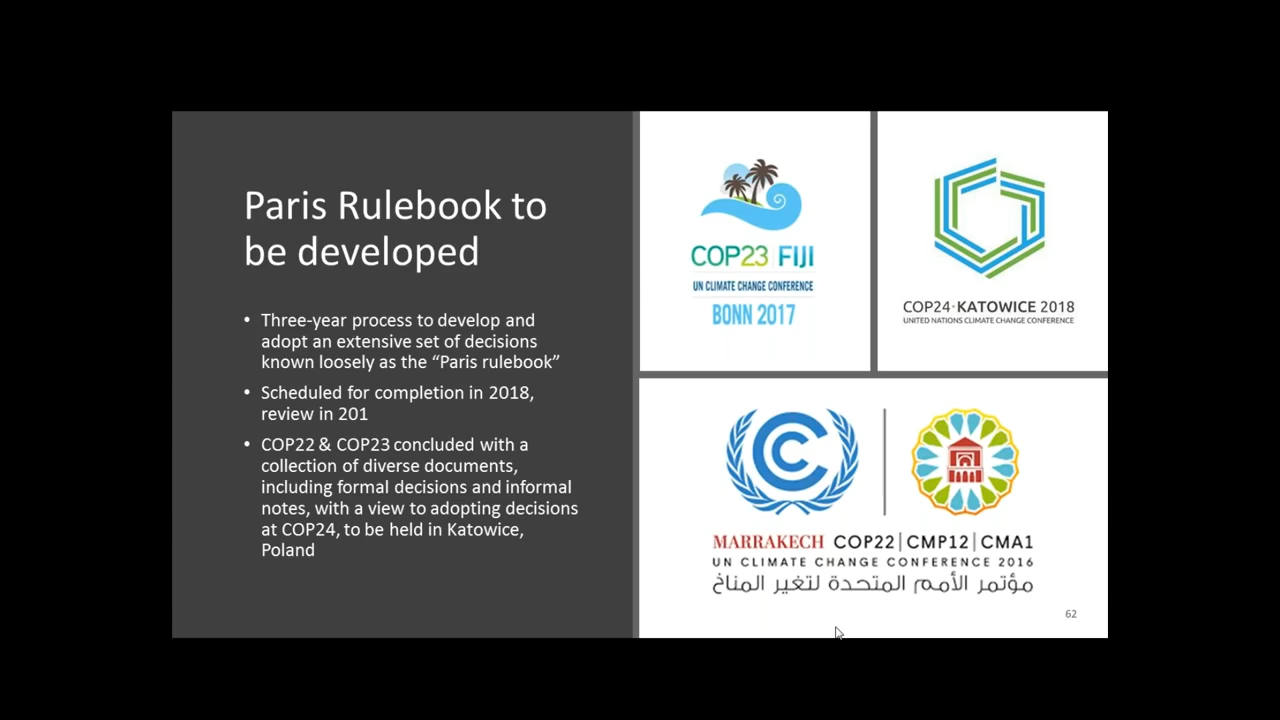 Paris Rulebook to
be developed
• Three-year process to develop and
adopt an extensive set of decisions
known loosely as the “Paris rulebook”
• Scheduled for completion in 2018,
review in 201
• COP22 & COP23 concluded with a
collection of diverse documents,
including formal decisions and informal
notes, with a view to adopting decisions
at COP24, to be held in Katowice,
Poland
COP23 FIJI
UN CLIMATE CHANGE CONFERENCE
BONN 2017
COP24·KATOWICE 2018
UNITED NATIONS CLIMATE CHANGE CONFERENCE
MARRAKECH COP22|CMP12|CMA1
UN CLIMATE CHANGE CONFERENCE 2016
مؤتمر الأمم المتحدة لتغير المناخ
62